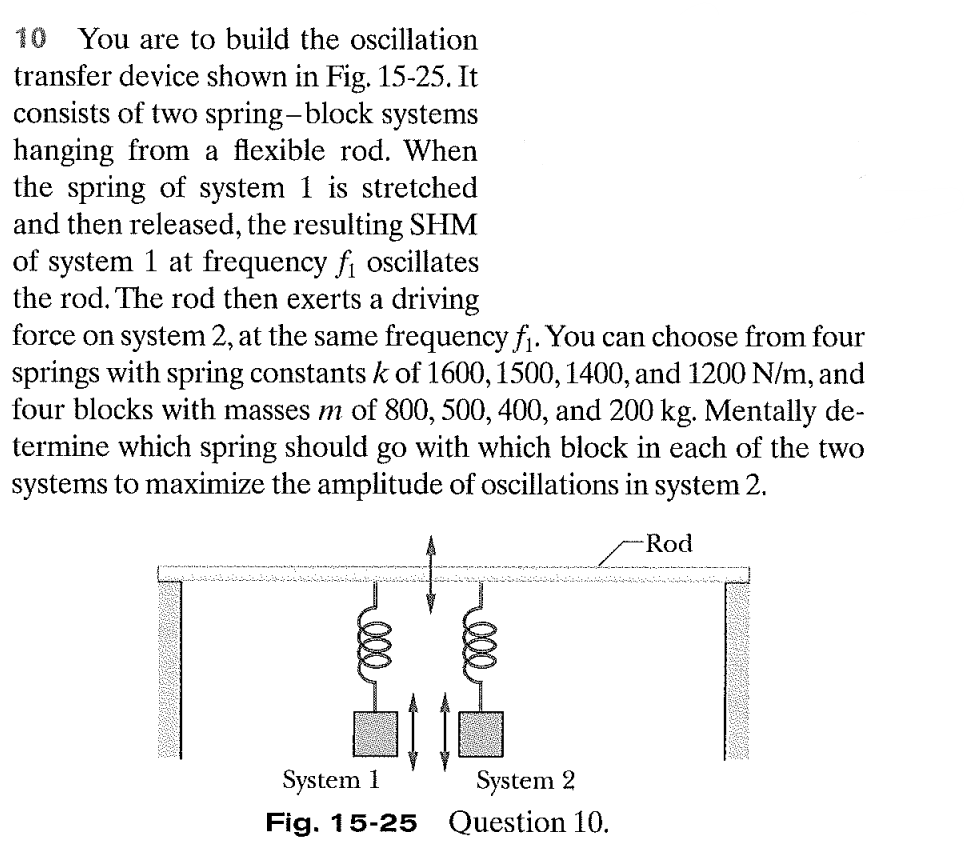 10 You are to build the oscillation
transfer device shown in Fig. 15-25. It
consists of two spring–block systems
hanging from a flexible rod. When
the spring of system 1 is stretched
and then released, the resulting SHM
of system 1 at frequency f₁ oscillates
the rod. The rod then exerts a driving
force on system 2, at the same frequency f₁. You can choose from four
springs with spring constants k of 1600, 1500, 1400, and 1200 N/m, and
four blocks with masses m of 800, 500, 400, and 200 kg. Mentally de-
termine which spring should go with which block in each of the two
systems to maximize the amplitude of oscillations in system 2.
Rod
System 1 System 2
Fig. 15-25 Question 10.